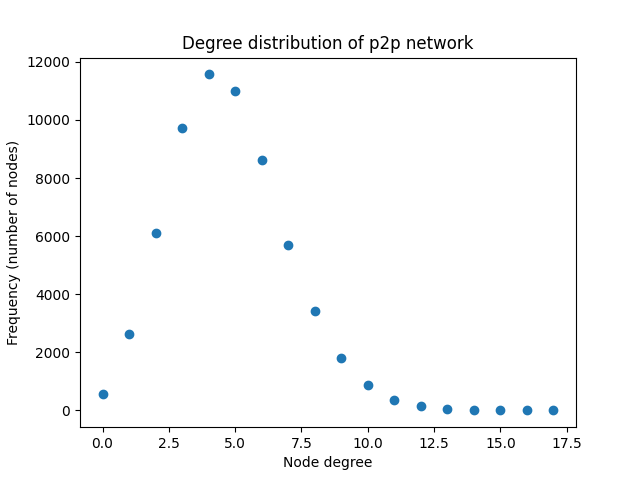 Degree distribution of p2p network
12000
10000
8000
6000
4000
2000
0
Frequency (number of nodes)
0.0 2.5 5.0 7.5 10.0 12.5 15.0 17.5
Node degree